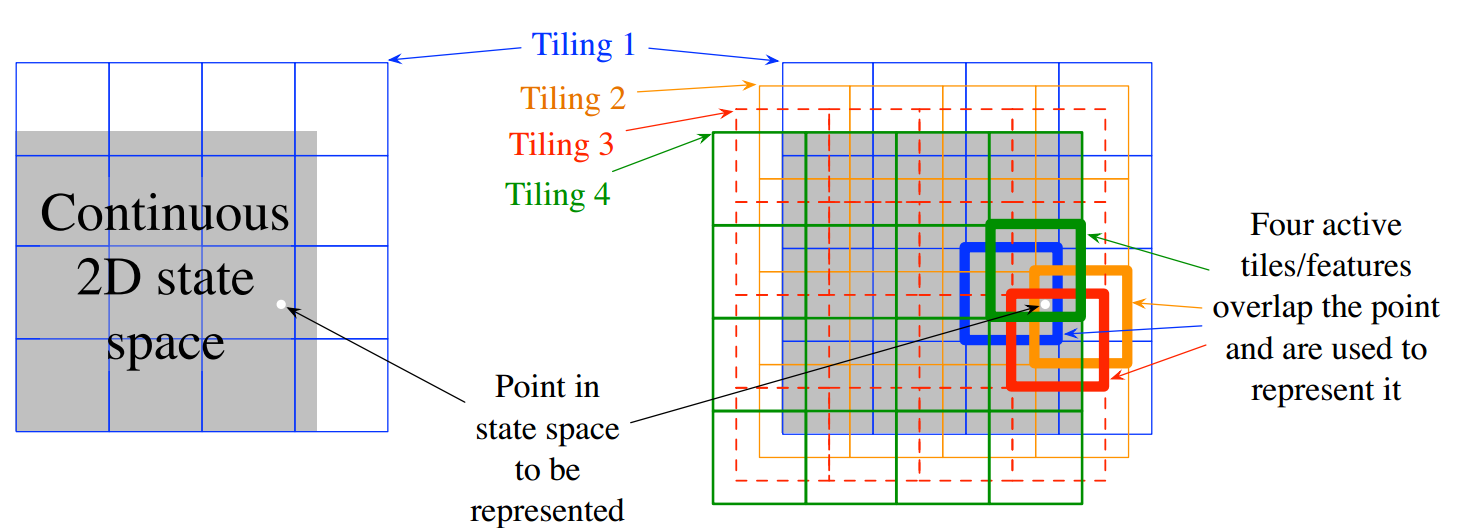 Continuous
2D state
space
Tiling 1
Tiling 2
Tiling 3
Tiling 4
Point in
state space
to be
represented
Four active
tiles/features
overlap the point
and are used to
represent it